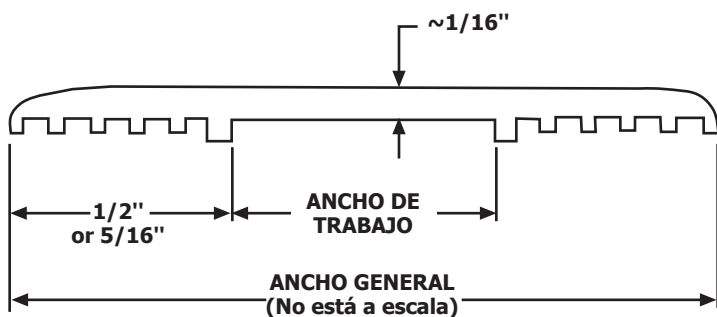 ~1/16"
1/2"
or 5/16"
ANCHO DE
TRABAJO
ANCHO GENERAL
(No está a escala)